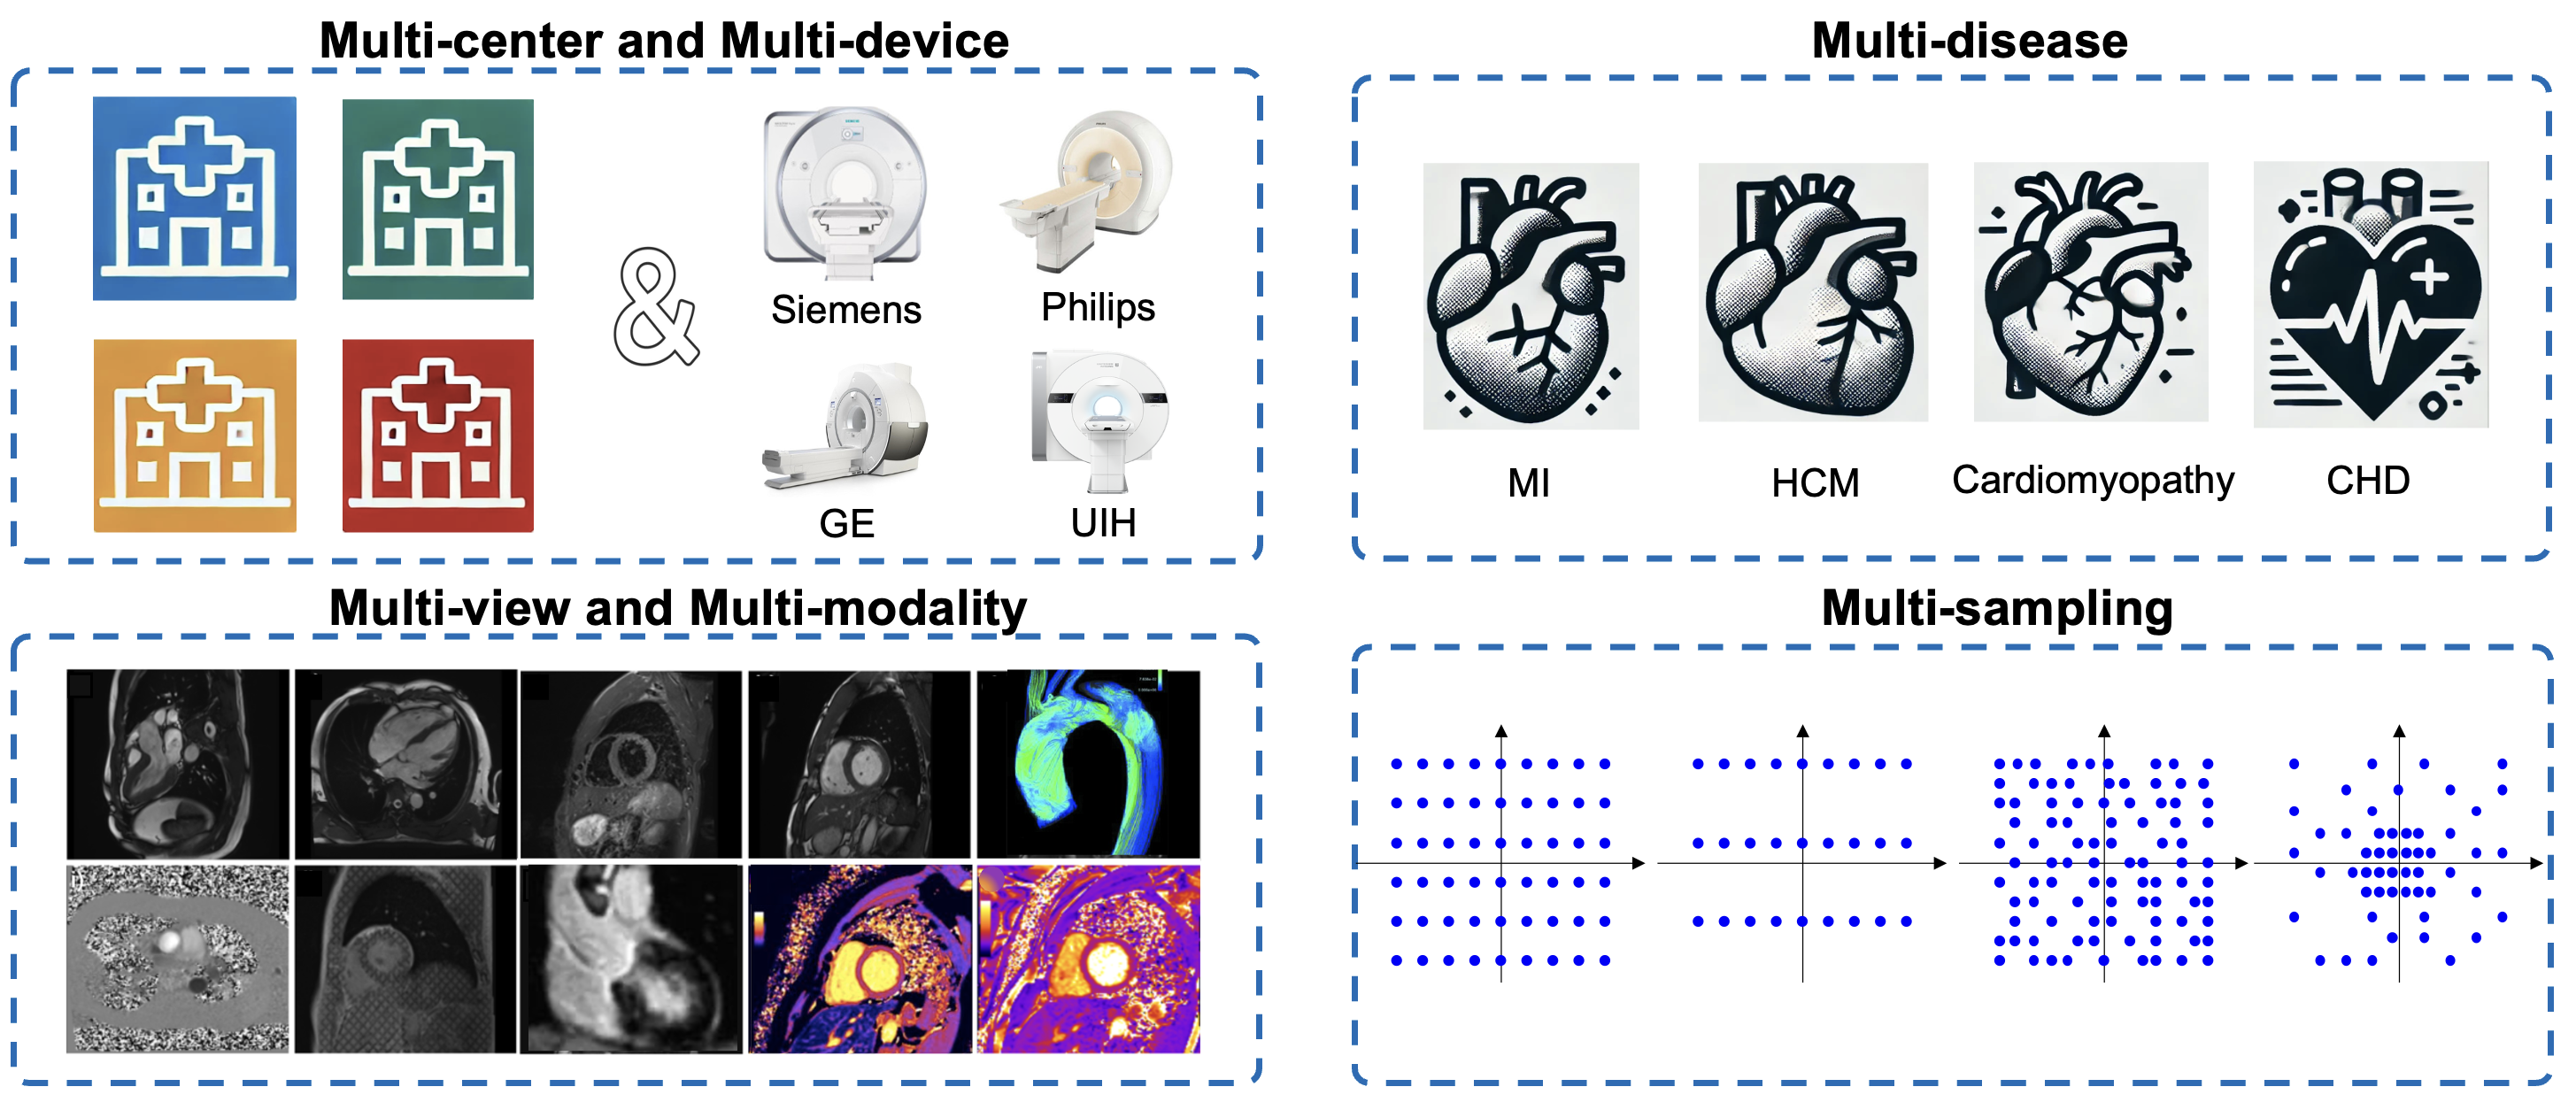 Multi-center and Multi-device
Multi-disease
Siemens
Philips
GE
UIH
MI
HCM
Cardiomyopathy
CHD
Multi-view and Multi-modality
Multi-sampling